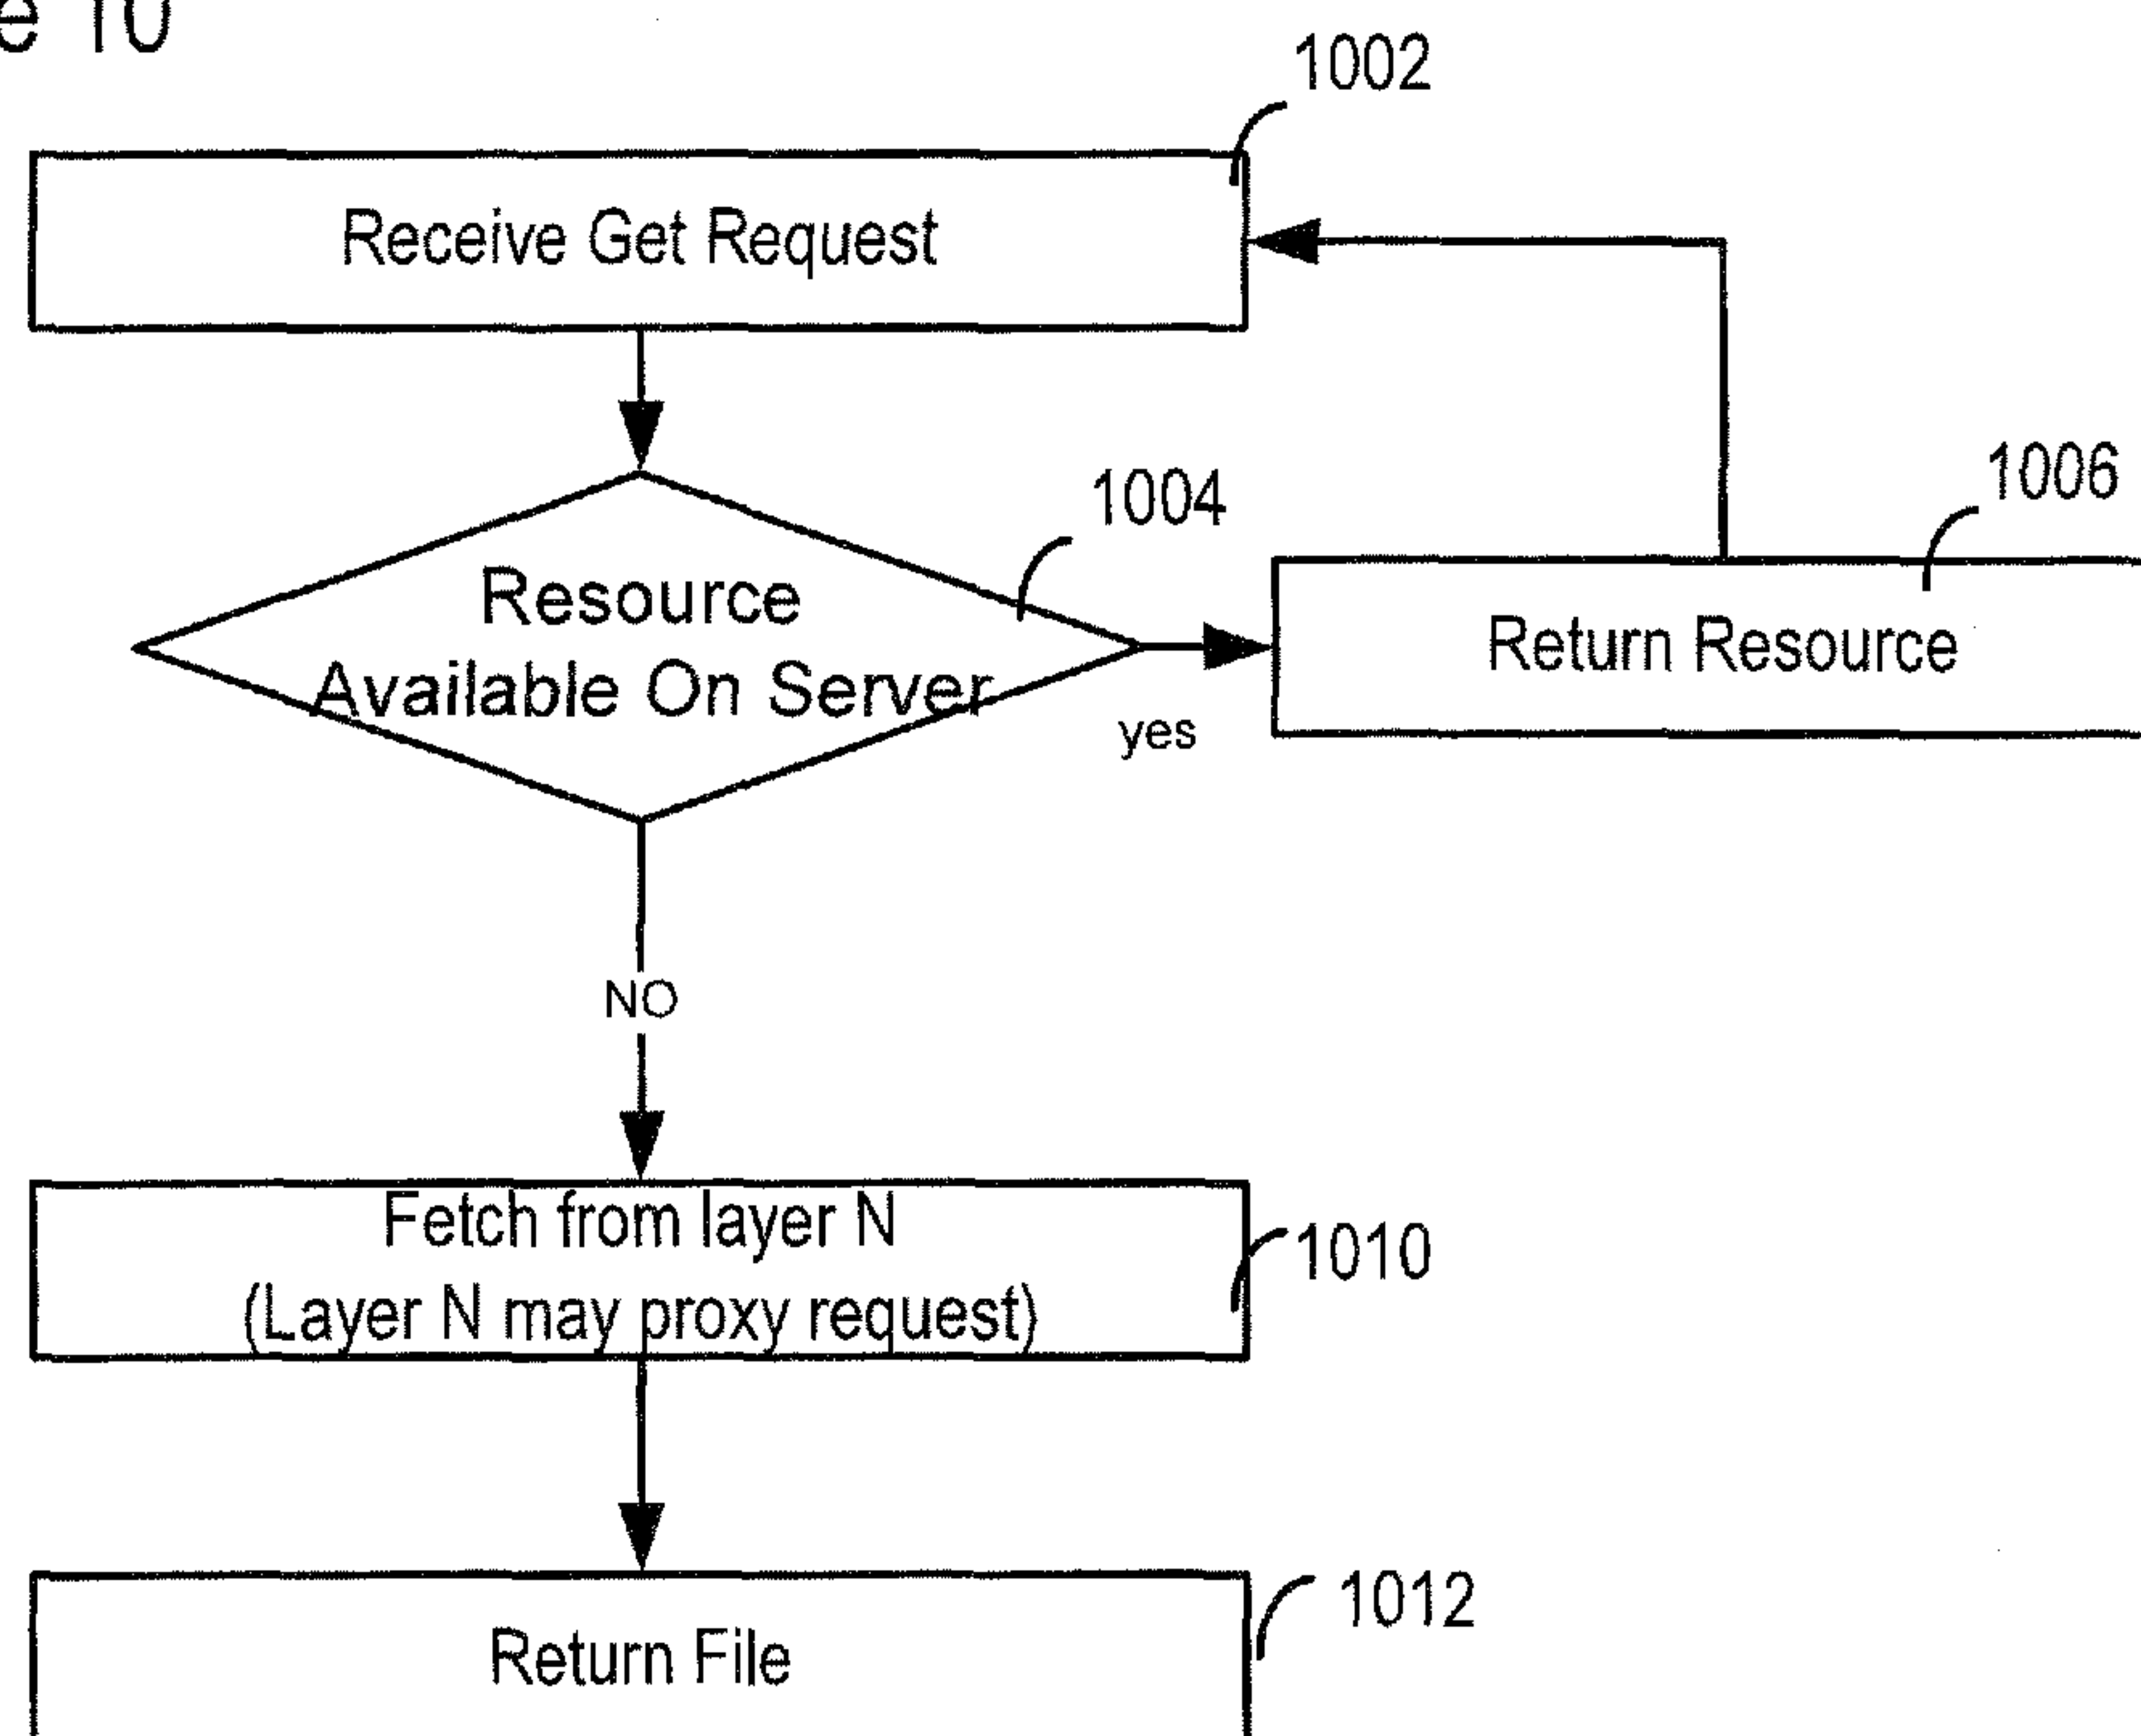 e 10
1002
Receive Get Request
1004
1006
Resource
Available On Server
Return Resource
yes
NO
Fetch from layer N
(Layer N may proxy request)
1010
1012
Return File